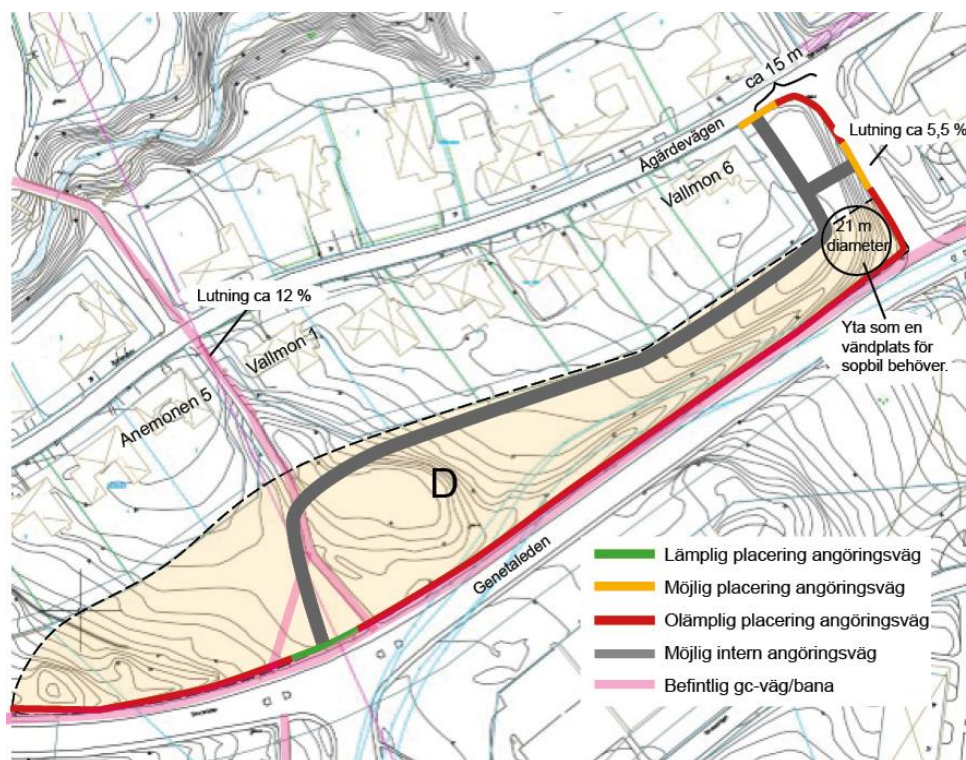 ca 15 m
Lutning ca 5,5 %
Ågärdevägen
Vallmon 6
21 m
diameter
Lutning ca 12 %
Vallmon 1
Yta som en
vändplats för
sopbil behöver.
Anemonen 5
D
Genetaleden
Lämplig placering angöringsväg
Möjlig placering angöringsväg
Olämplig placering angöringsväg
Möjlig intern angöringsväg
Befintlig gc-väg/bana